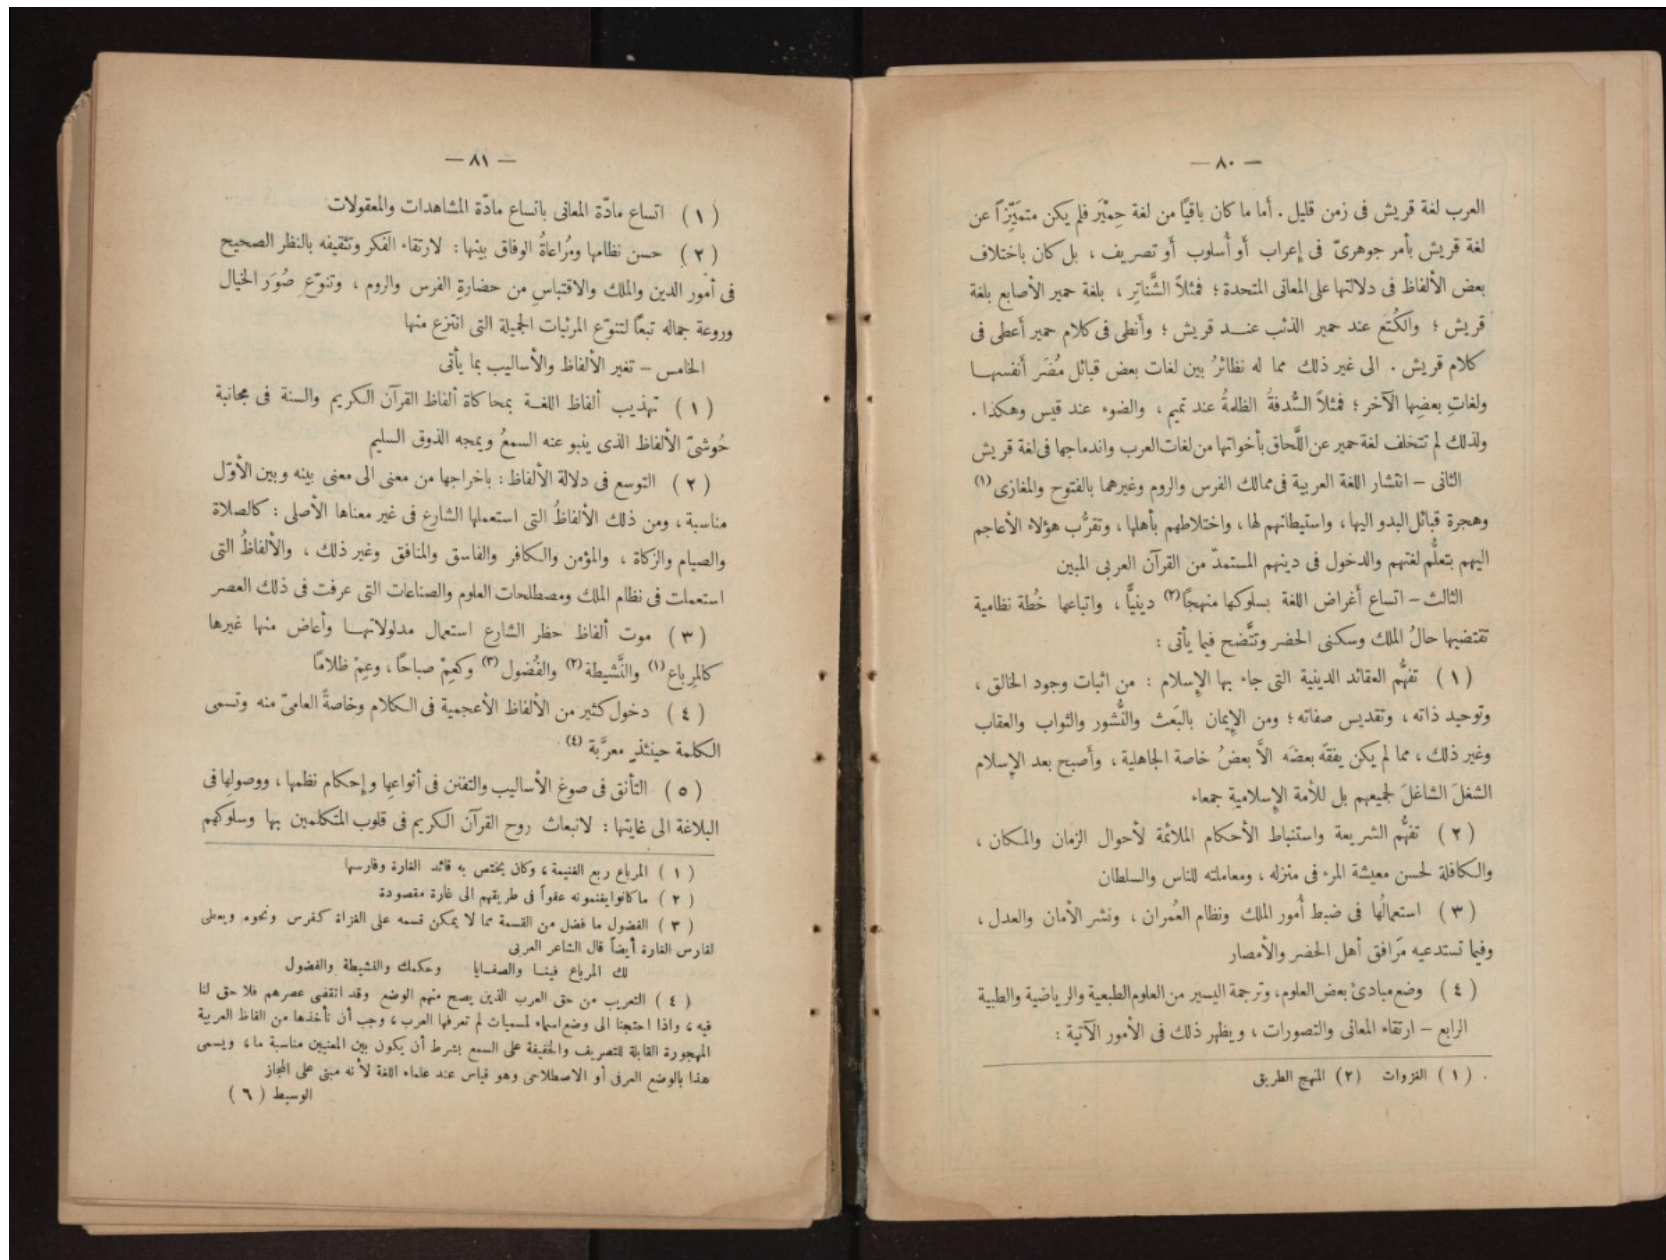 — ٨٠ —
العرب لغة قريش فى زمن قليل . أما ما كان باقيًا من لغة حِمْيَر فلم يكن متميّزاً عن
لغة قريش بأمر جوهرىّ فى إعراب أو أسلوب أو تصريف ، بل كان باختلاف
بعض الألفاظ فى دلالتها على المعانى المتحدة ؛ فمثلاً الشَّناتِر ، بلغة حمير الأصابع بلغة
قريش ؛ والكُتَع عند حمير الذئب عنــد قريش ؛ وأنطى فى كلام حمير أعطى فى
كلام قريش . الى غير ذلك مما له نظائرُ بين لغات بعض قبائل مُضَر أنفسهــا
ولغاتِ بعضِها الآخر ؛ فمثلاً السُّدفةُ الظلمةُ عند تميم ، والضوء عند قيس وهكذا .
ولذلك لم تتخلف لغة حمير عن اللَّحاق بأخواتها من لغات العرب واندماجها فى لغة قريش
الثانى – انتشار اللغة العربية فى ممالك الفرس والروم وغيرهما بالفتوح والمغازى (١)
وهجرة قبائل البدو اليها ، واستيطانهم لها ، واختلاطهم بأهلها ، وتقرُّب هؤلاء الأعاجم
اليهم بتعلُّم لغتهم والدخول فى دينهم المستمدّ من القرآن العربى المبين
الثالث – اتساع أغراض اللغة بسلوكها منهجًا (٢) دينيًّا ، واتباعها خُطة نظامية
تقتضيها حالُ الملك وسكنى الحضر وتتَّضح فيما يأتى :
( ١ ) تفهُّم العقائد الدينية التى جاء بها الإسلام : من اثبات وجود الخالق ،
وتوحيد ذاته ، وتقديس صفاته ؛ ومن الإيمان بالبَعث والنُّشور والثواب والعقاب
وغير ذلك ، مما لم يكن يفقَه بعضَه الاَّ بعضُ خاصة الجاهلية ، وأصبح بعد الإسلام
الشغلَ الشاغلَ لجميعهم بل للأمة الإسلامية جمعاء
( ٢ ) تفهُّم الشريعة واستنباط الأحكام الملائمة لأحوال الزمان والمكان ،
والكافلة لحسن معيشة المرء فى منزله ، ومعاملته للناس والسلطان
( ٣ ) استعمالُها فى ضبط أمور الملك ونظام العُمران ، ونشر الأمان والعدل ،
وفيما تستدعيه مَرافق أهل الحضر والأمصار
( ٤ ) وضع مبادئ بعض العلوم ، وترجمة اليسير من العلوم الطبعية والرياضية والطبية
الرابع – ارتقاء المعانى والتصورات ، ويظهر ذلك فى الأمور الآتية :
( ١ ) الغزوات (٢) المنهج الطريق
— ٨١ —
( ١ ) اتساع مادّة المعانى باتساع مادّة المشاهدات والمعقولات
( ٢ ) حسن نظامها ومُراعاةُ الوفاق بينها : لارتقاء الفكر وتثقيفه بالنظر الصحيح
فى أمور الدين والملك والاقتباسِ من حضارةِ الفرس والروم ، وتنوّعِ صُوَر الخيال
وروعة جماله تبعًا لتنوّع المرئيات الجميلة التى انتزع منها
الخامس – تغير الألفاظ والأساليب بما يأتى
( ١ ) تهذيب ألفاظ اللغــة بمحاكاة ألفاظ القرآن الكريم والسنة فى مجانبة
حُوشىّ الألفاظ الذى ينبو عنه السمعُ ويمجه الذوق السليم
( ٢ ) التوسع فى دلالة الألفاظ : باخراجها من معنى الى معنى بينه وبين الأوّل
مناسبة ، ومن ذلك الألفاظُ التى استعملها الشارع فى غير معناها الأصلى : كالصلاة
والصيام والزكاة ، والمؤمن والكافر والفاسق والمنافق وغير ذلك ، والألفاظُ التى
استعملت فى نظام الملك ومصطلحات العلوم والصناعات التى عرفت فى ذلك العصر
( ٣ ) موت ألفاظ حظر الشارع استعمال مدلولاتهــا وأعاض منها غيرها
كالمِرباع (١) والنَّشيطة (٢) والفُضول (٣) وكعِمْ صباحًا ، وعِمْ ظلامًا
( ٤ ) دخول كثير من الألفاظ الأعجمية فى الكلام وخاصةً العامىّ منه وتسمى
الكلمة حينئذٍ معرَّبة (٤)
( ٥ ) التأنق فى صوغ الأساليب والتفنن فى أنواعها وإحكام نظمها ، ووصولها فى
البلاغة الى غايتها : لانبعاث روح القرآن الكريم فى قلوب المتكلمين بها وسلوكهم
( ١ ) المرباع ربع الغنيمة ، وكان يختص به قائد الغارة وفارسها
( ٢ ) ما كانوا يغنمونه عفواً فى طريقهم الى غارة مقصودة
( ٣ ) الفضول ما فضل من القسمة مما لا يمكن قسمه على الغزاة كفرس ونحوه ويعطى
لفارس الغارة أيضاً قال الشاعر العربى
لك المرباع فينــا والصفــايا وحكمك والنشيطة والفضول
( ٤ ) التعريب من حق العرب الذين يصح منهم الوضع وقد انقضى عصرهم فلا حق لنا
فيه ، واذا احتجنا الى وضع اسماء لمسميات لم تعرفها العرب ، وجب أن نأخذها من الفاظ العربية
المهجورة القابلة للتصريف والخفيفة على السمع بشرط أن يكون بين المعنيين مناسبة ما ، ويسمى
هذا بالوضع العرفى أو الاصطلاحى وهو قياس عند علماء اللغة لأنه مبنى على المجاز
الوسيط ( ٦ )